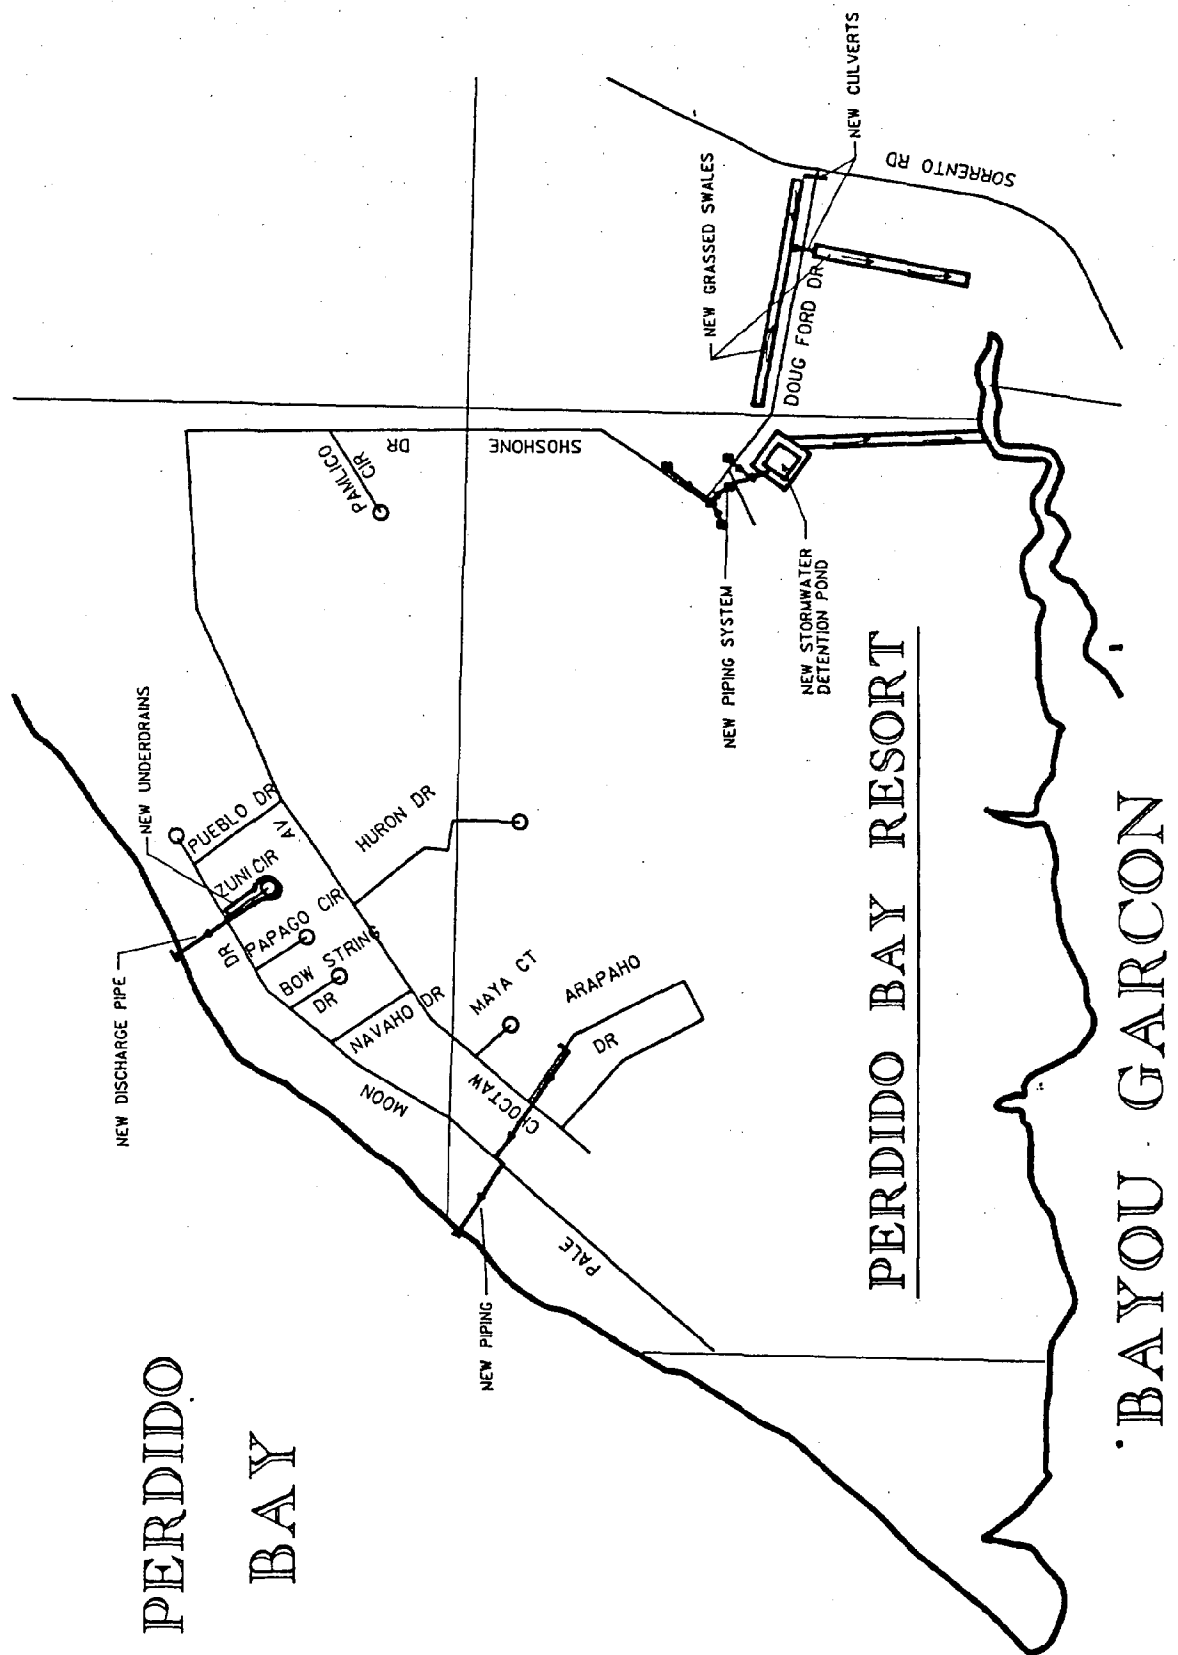 PERDIDO
BAY
NEW DISCHARGE PIPE
NEW UNDERDRAINS
PUEBLO DR
ZUNI CIR
PAPAGO CIR
BOW STRING
DR
NAVAHO DR
DR
AV
HURON DR
MAYA CT
ARAPAHO
DR
CHOCTAW
MOON
PALE
NEW PIPING
PAMLICO
CIR
SHOSHONE
DR
NEW PIPING SYSTEM
NEW STORMWATER
DETENTION POND
NEW GRASSED SWALES
DOUG FORD DR
NEW CULVERTS
SORRENTO RD
PERDIDO BAY RESORT
BAYOU GARCON